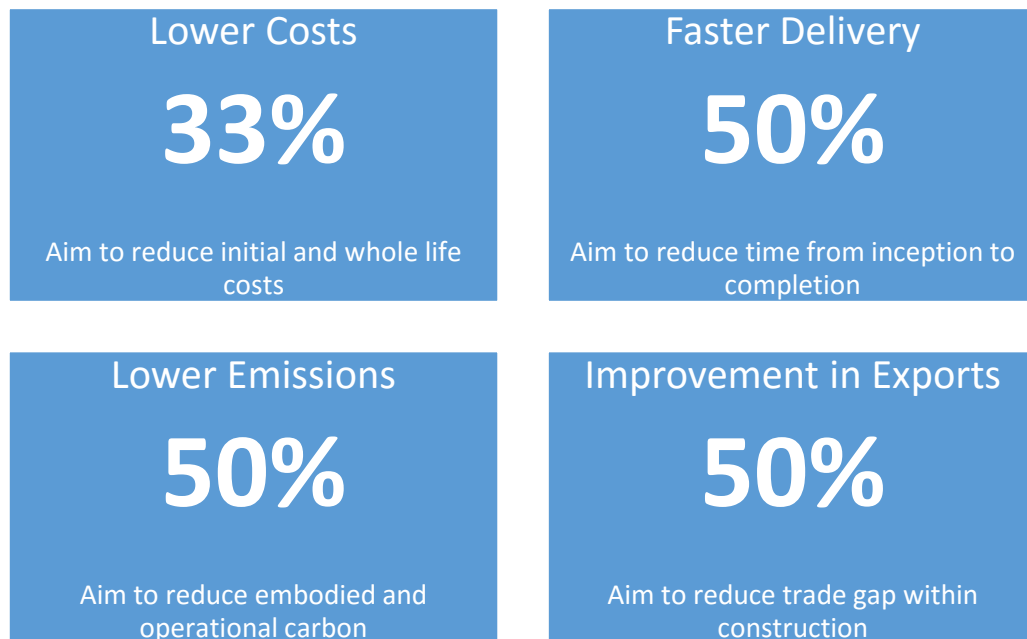 Lower Costs
33%
Aim to reduce initial and whole life
costs
Faster Delivery
50%
Aim to reduce time from inception to
completion
Lower Emissions
50%
Aim to reduce embodied and
operational carbon
Improvement in Exports
50%
Aim to reduce trade gap within
construction